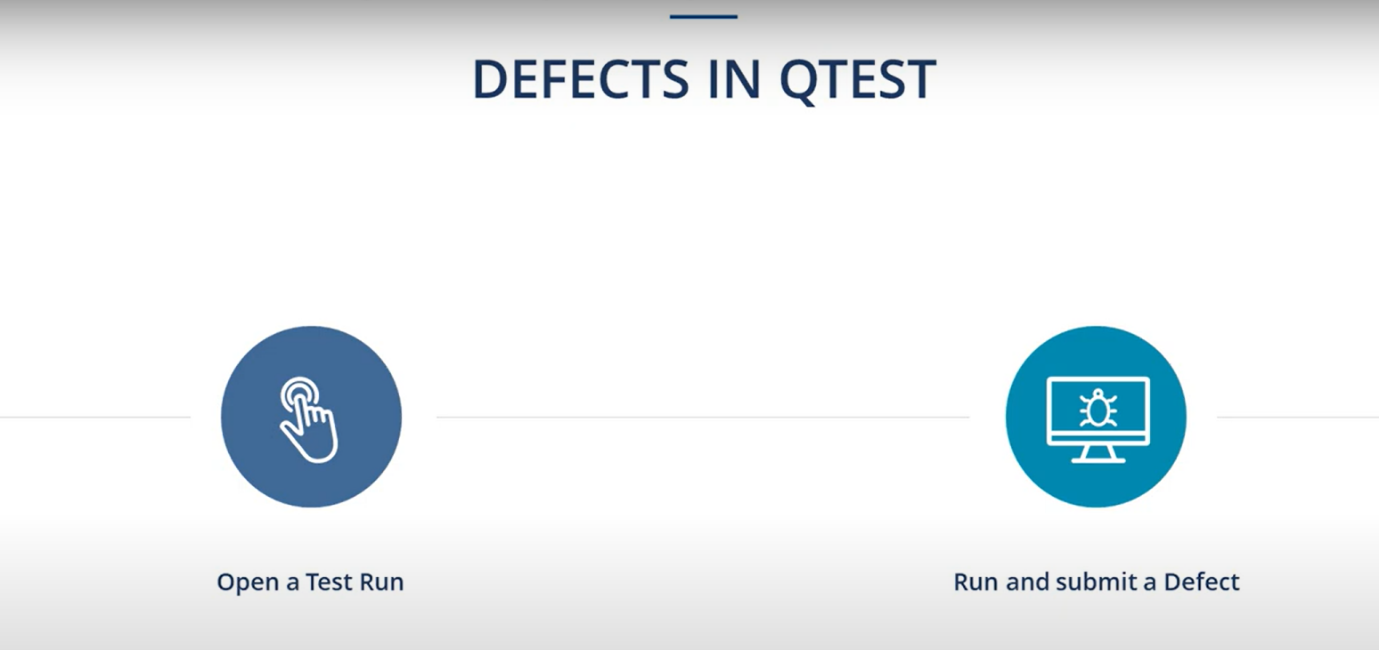 DEFECTS IN QTEST
Open a Test Run
Run and submit a Defect